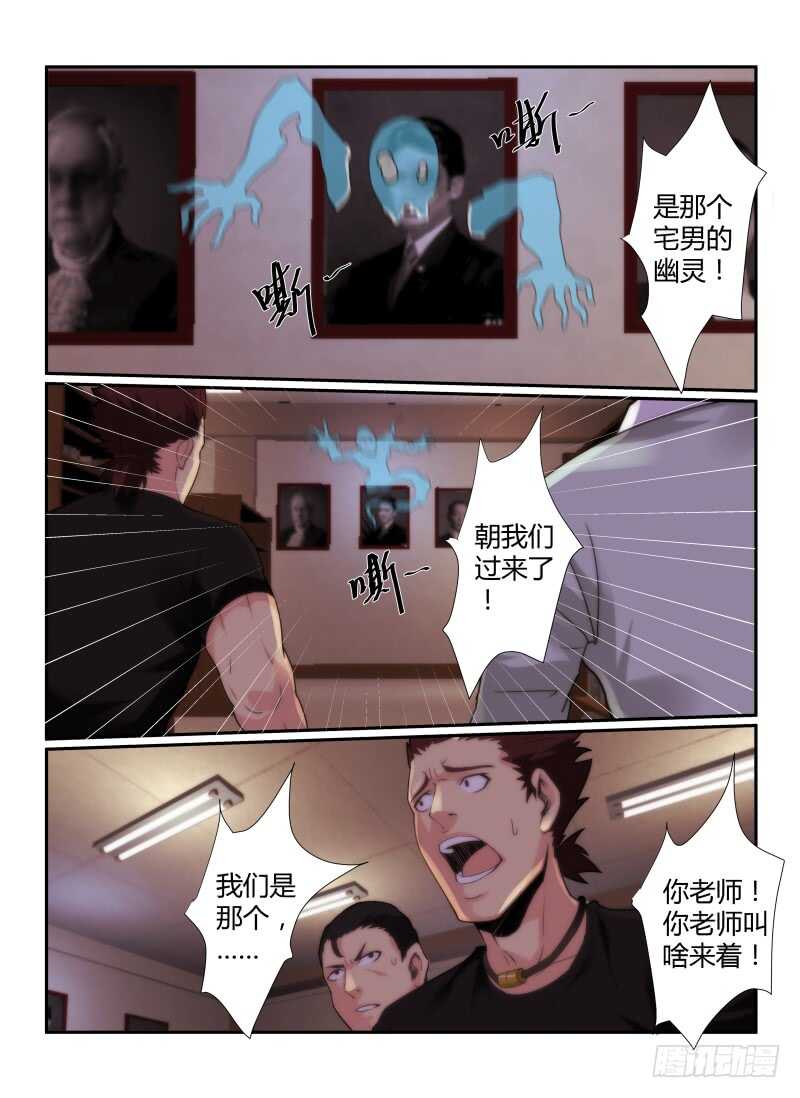 嘶～
是那个
宅男的
幽灵！
嘶～
朝我们
过来了
！
嘶～
我们是
那个，
……
你老师！
你老师叫
啥来着！
腾讯动漫